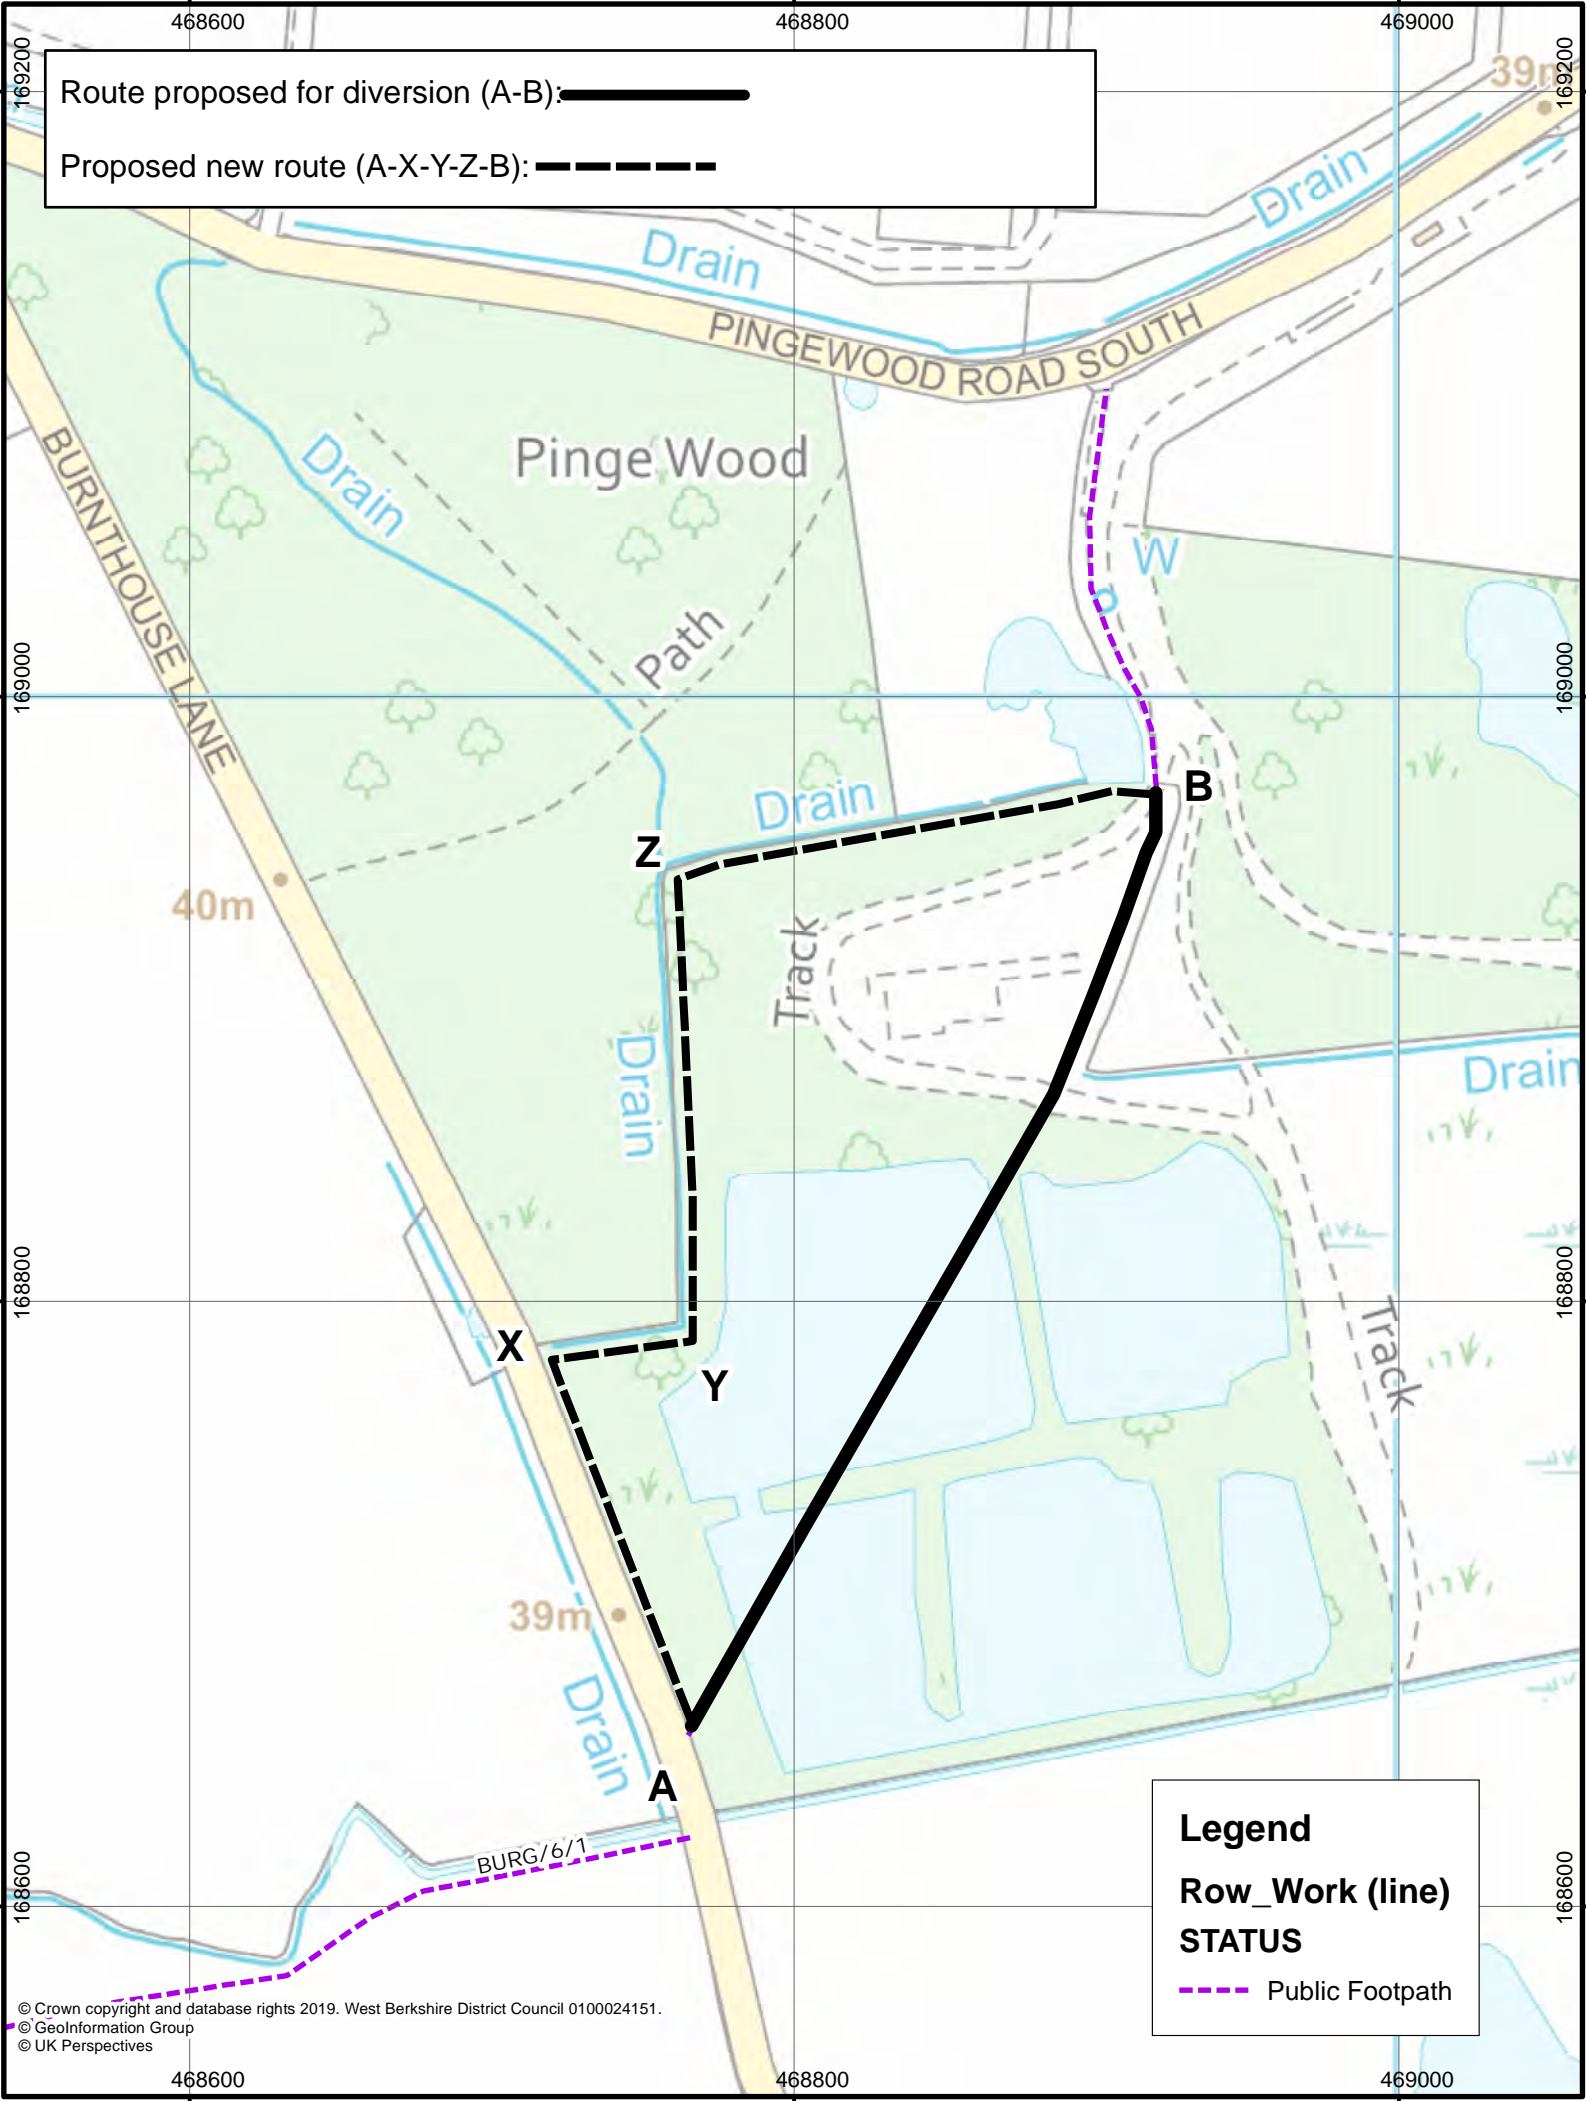 468600
468800
469000
169200
169200
39m
Route proposed for diversion (A-B):
Proposed new route (A-X-Y-Z-B):
Drain
Drain
PINGEWOOD ROAD SOUTH
BURNTHOUSE LANE
Drain
Pinge Wood
W
Path
169000
169000
B
Drain
Z
40m
Track
Drain
Drain
168800
168800
X
Y
Track
39m
Drain
A
BURG/6/1
168600
168600
Legend
Row_Work (line)
STATUS
Public Footpath
© Crown copyright and database rights 2019. West Berkshire District Council 0100024151.
© GeoInformation Group
© UK Perspectives
468600
468800
469000